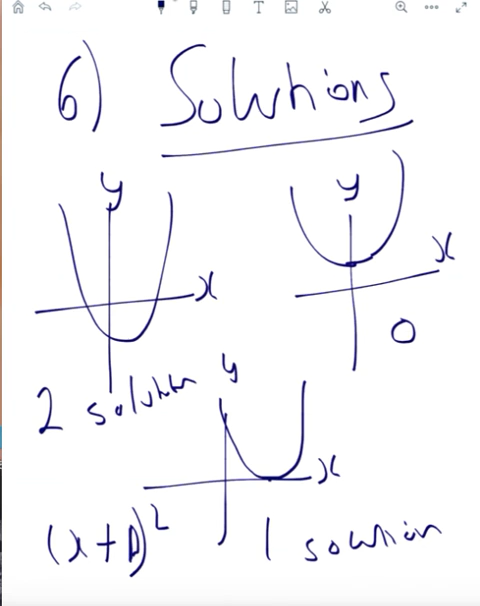 6) Solutions
y
y
x
x
0
2 solution
y
x
(x+1)²
1 solution